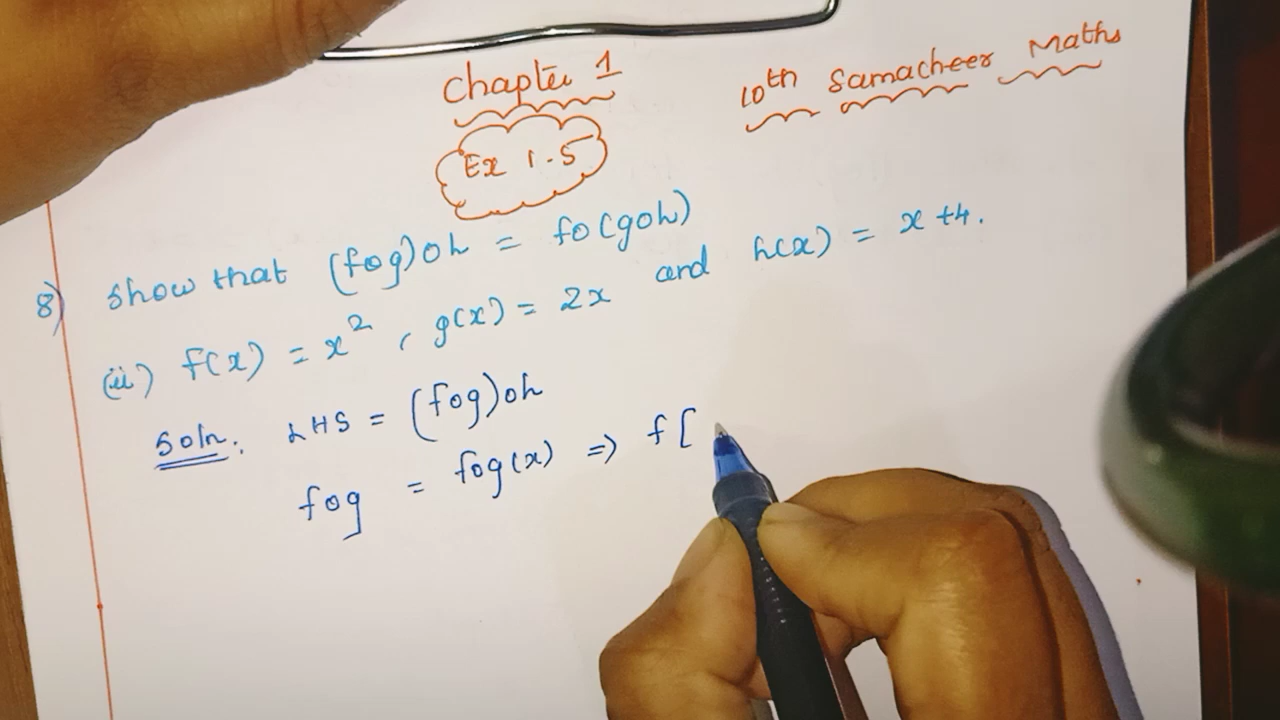 Chapter 1
10th Samacheer Maths
Ex 1.5
8) Show that (fog)oh = fo(goh)
(ii) f(x) = x², g(x) = 2x and h(x) = x+4.
Soln: LHS = (fog)oh
fog = fog(x) => f[